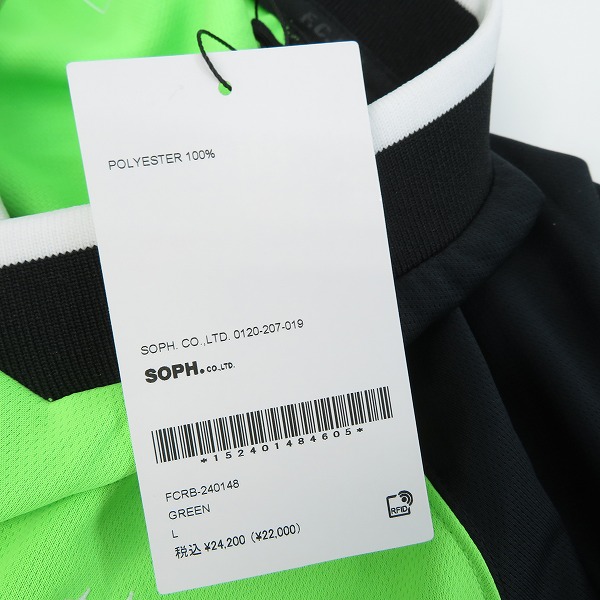 F.C.
POLYESTER 100%
SOPH. CO.,LTD. 0120-207-019
SOPH. CO.,LTD.
*152401484605*
FCRB-240148
GREEN
L
税込 ¥24,200 (¥22,000)
RFID